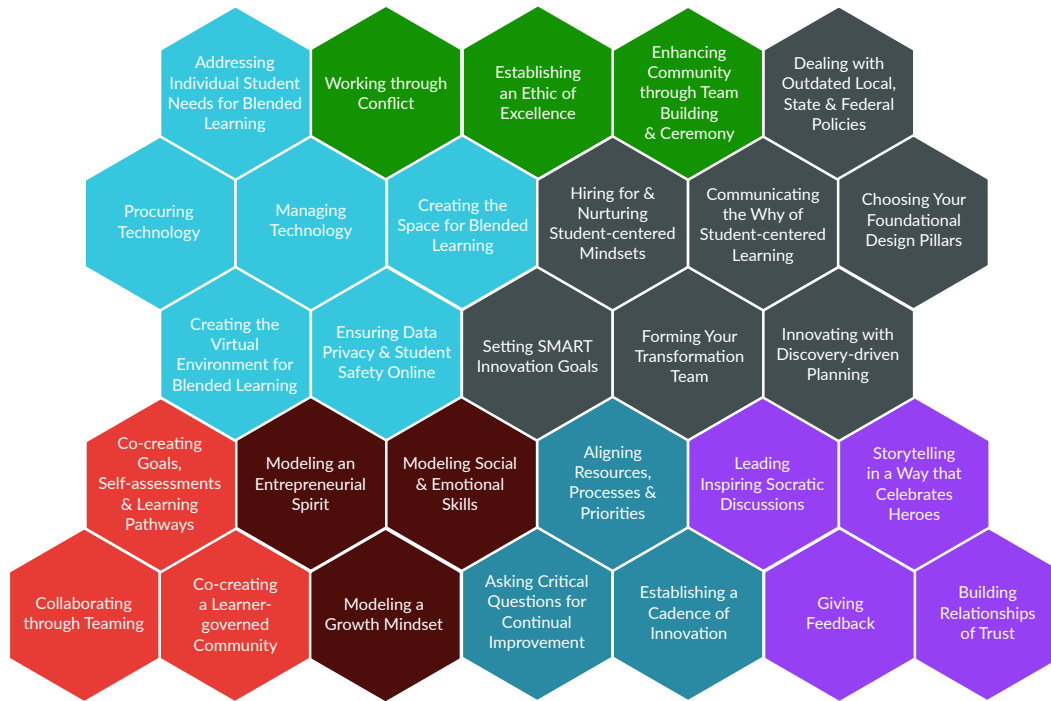 Addressing
Individual Student
Needs for Blended
Learning
Working through
Conflict
Establishing
an Ethic of
Excellence
Enhancing
Community
through Team
Building
& Ceremony
Dealing with
Outdated Local,
State & Federal
Policies
Procuring
Technology
Managing
Technology
Creating the
Space for Blended
Learning
Hiring for &
Nurturing
Student-centered
Mindsets
Communicating
the Why of
Student-centered
Learning
Choosing Your
Foundational
Design Pillars
Creating the
Virtual
Environment for
Blended Learning
Ensuring Data
Privacy & Student
Safety Online
Setting SMART
Innovation Goals
Forming Your
Transformation
Team
Innovating with
Discovery-driven
Planning
Co-creating
Goals,
Self-assessments
& Learning
Pathways
Modeling an
Entrepreneurial
Spirit
Modeling Social
& Emotional
Skills
Aligning
Resources,
Processes &
Priorities
Leading
Inspiring Socratic
Discussions
Storytelling
in a Way that
Celebrates
Heroes
Collaborating
through Teaming
Co-creating
a Learner-
governed
Community
Modeling a
Growth Mindset
Asking Critical
Questions for
Continual
Improvement
Establishing a
Cadence of
Innovation
Giving
Feedback
Building
Relationships
of Trust